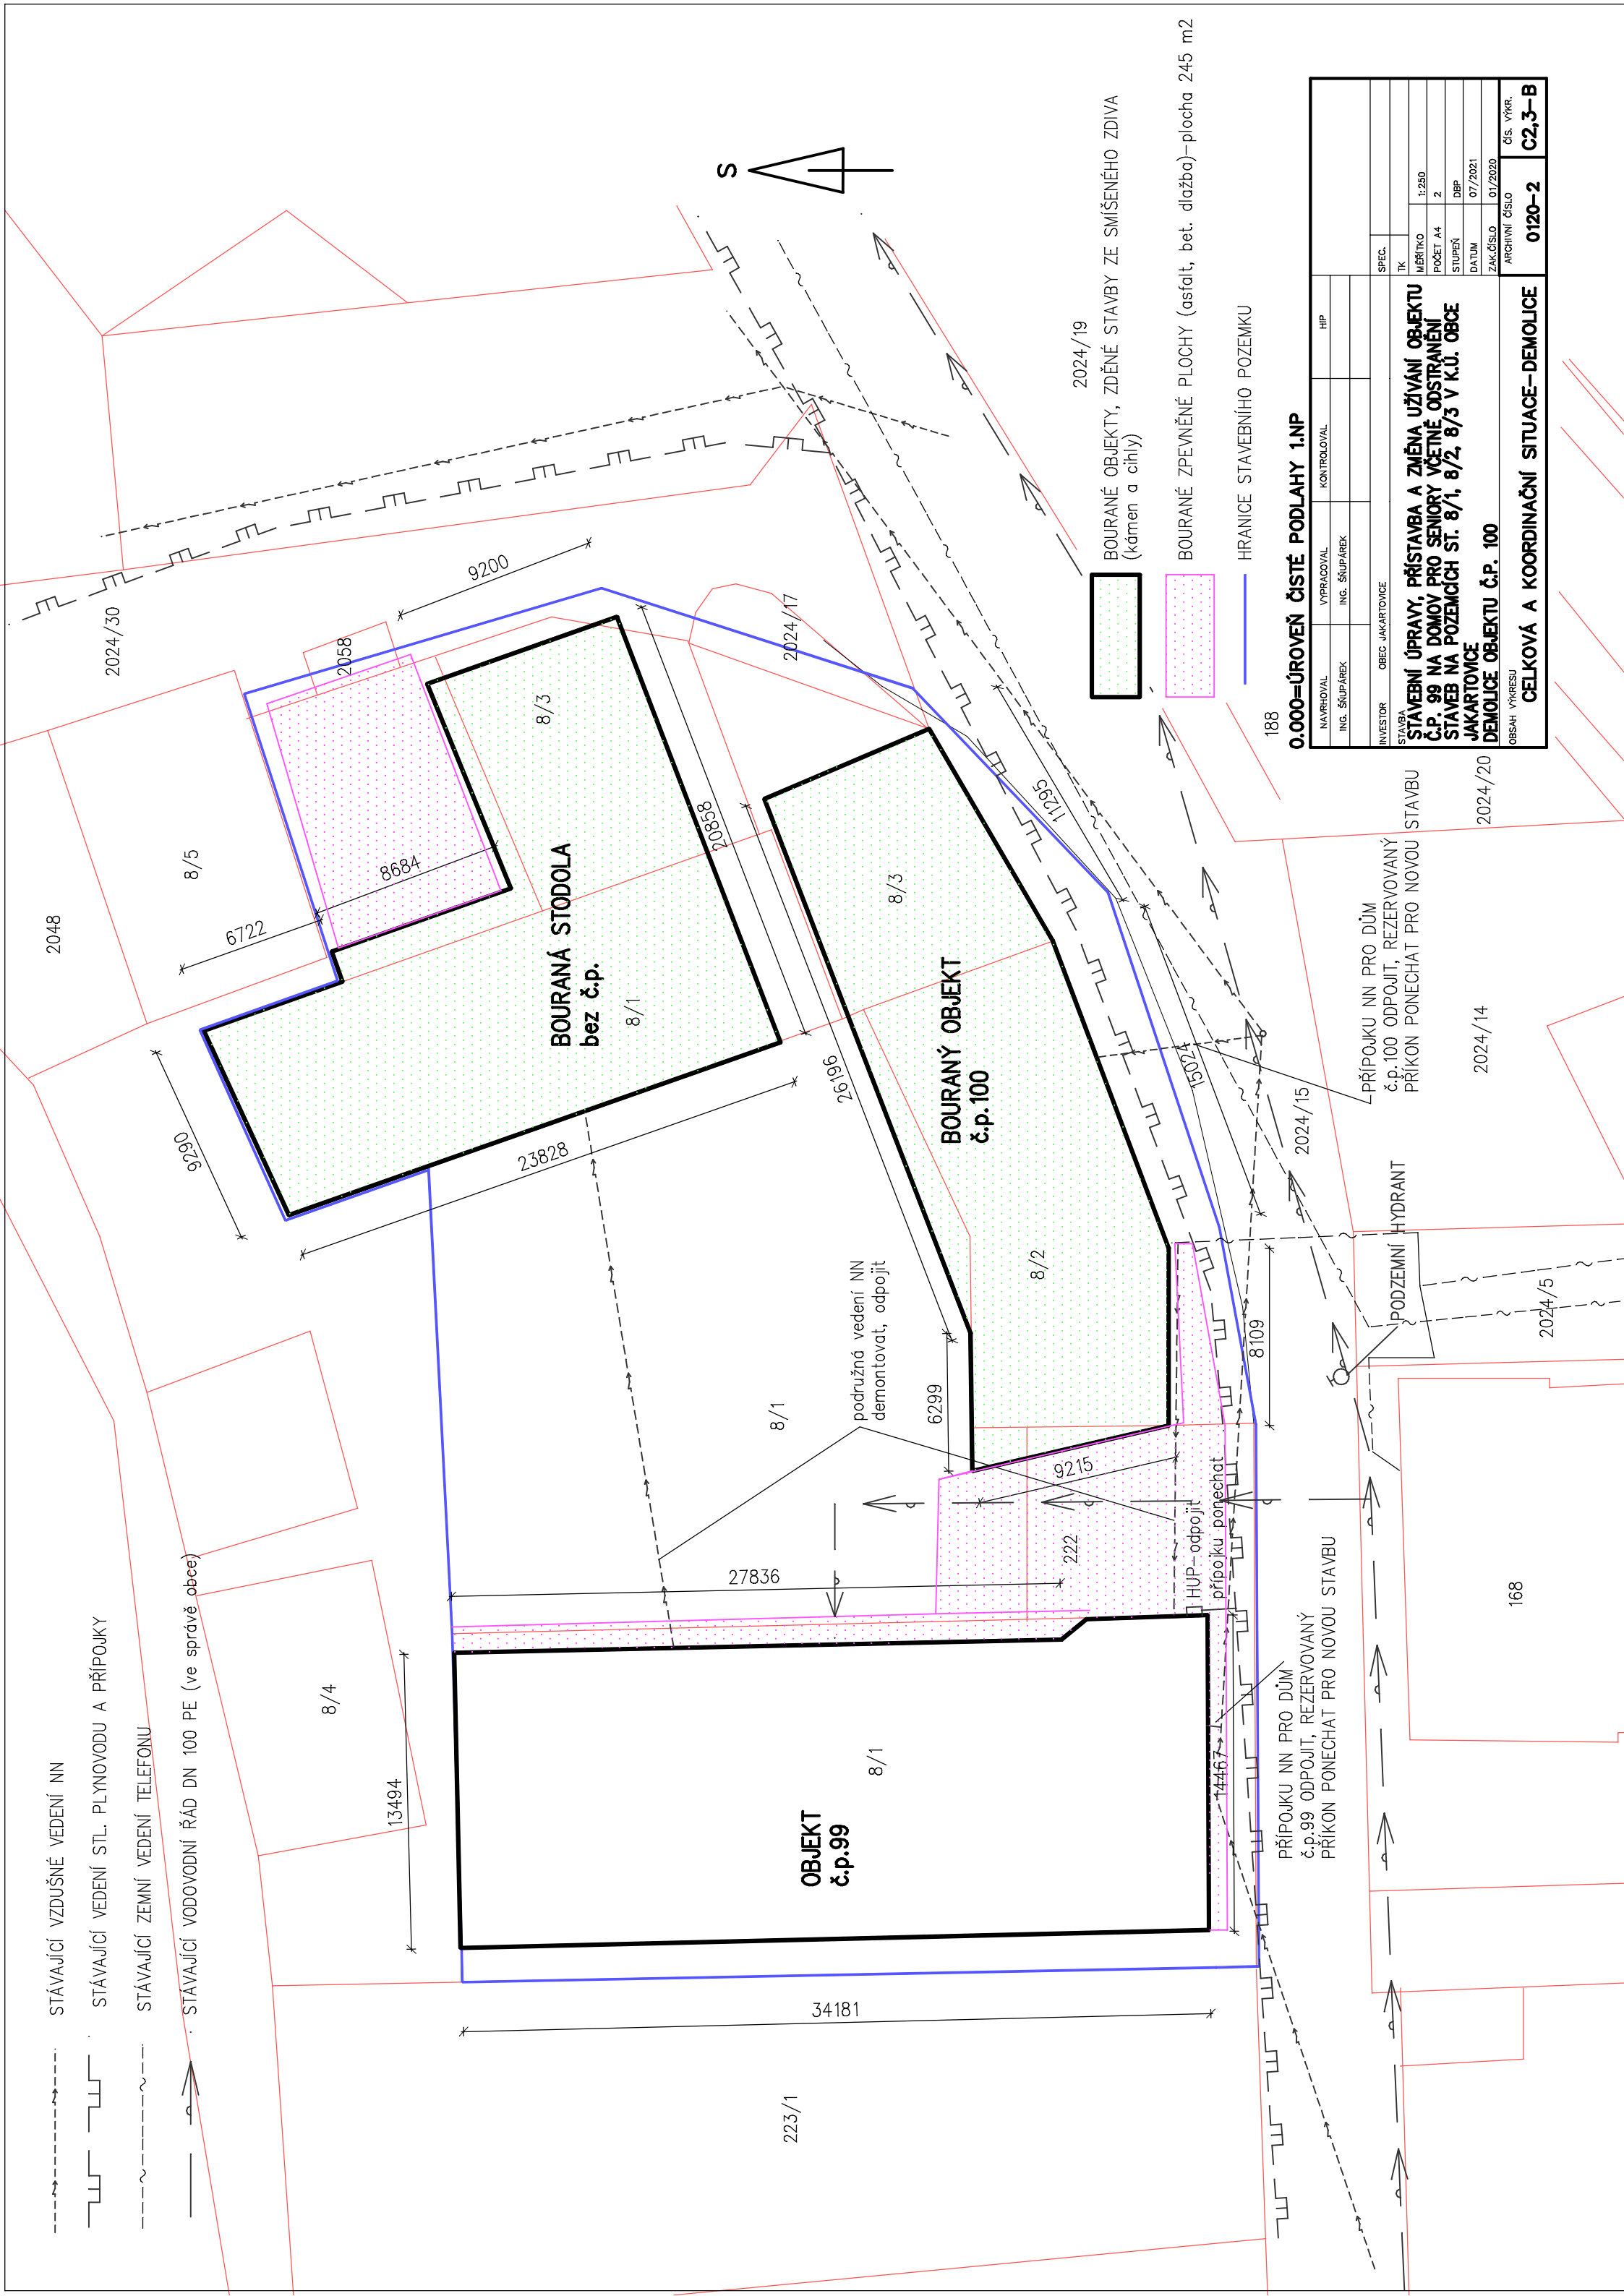 STÁVAJÍCÍ VZDUŠNÉ VEDENÍ NN
STÁVAJÍCÍ VEDENÍ STL. PLYNOVODU A PŘÍPOJKY
STÁVAJÍCÍ ZEMNÍ VEDENÍ TELEFONU
STÁVAJÍCÍ VODOVODNÍ ŘÁD DN 100 PE (ve správě obce)
2048
2024/30
8/5
2058
9200
6722
8684
9290
8/3
BOURANÁ STODOLA
bez č.p.
8/1
20858
23828
2024/17
S
8/4
13494
26196
8/3
BOURANÝ OBJEKT
č.p.100
11295
15024
8/2
8/1
podružná vedení NN
demontovat, odpojit
6299
9215
8109
27836
222
HUP-odpojit
přípojku ponechat
OBJEKT
č.p.99
8/1
14467
34181
223/1
PŘÍPOJKU NN PRO DŮM
č.p.99 ODPOJIT, REZERVOVANÝ
PŘÍKON PONECHAT PRO NOVOU STAVBU
PŘÍPOJKU NN PRO DŮM
č.p.100 ODPOJIT, REZERVOVANÝ
PŘÍKON PONECHAT PRO NOVOU STAVBU
PODZEMNÍ HYDRANT
2024/15
2024/14
2024/20
2024/5
168
188
2024/19
BOURANÉ OBJEKTY, ZDĚNÉ STAVBY ZE SMÍŠENÉHO ZDIVA
(kámen a cihly)
BOURANÉ ZPEVNĚNÉ PLOCHY (asfalt, bet. dlažba)-plocha 245 m2
HRANICE STAVEBNÍHO POZEMKU
0.000=ÚROVEŇ ČISTÉ PODLAHY 1.NP
NAVRHOVAL VYPRACOVAL KONTROLOVAL HIP
ING. ŠŇUPÁREK ING. ŠŇUPÁREK
INVESTOR OBEC JAKARTOVICE SPEC.
STAVBA TK
STAVEBNÍ ÚPRAVY, PŘÍSTAVBA A ZMĚNA UŽÍVÁNÍ OBJEKTU
Č.P. 99 NA DOMOV PRO SENIORY VČETNĚ ODSTRANĚNÍ
STAVEB NA POZEMCÍCH ST. 8/1, 8/2, 8/3 V K.Ú. OBCE
JAKARTOVICE
DEMOLICE OBJEKTU Č.P. 100
MĚŘÍTKO 1:250
POČET A4 2
STUPEŇ DBP
DATUM 07/2021
ZAK.ČÍSLO 01/2020
OBSAH VÝKRESU
CELKOVÁ A KOORDINAČNÍ SITUACE-DEMOLICE
ARCHIVNÍ ČÍSLO
0120-2
ČÍS. VÝKR.
C2,3-B